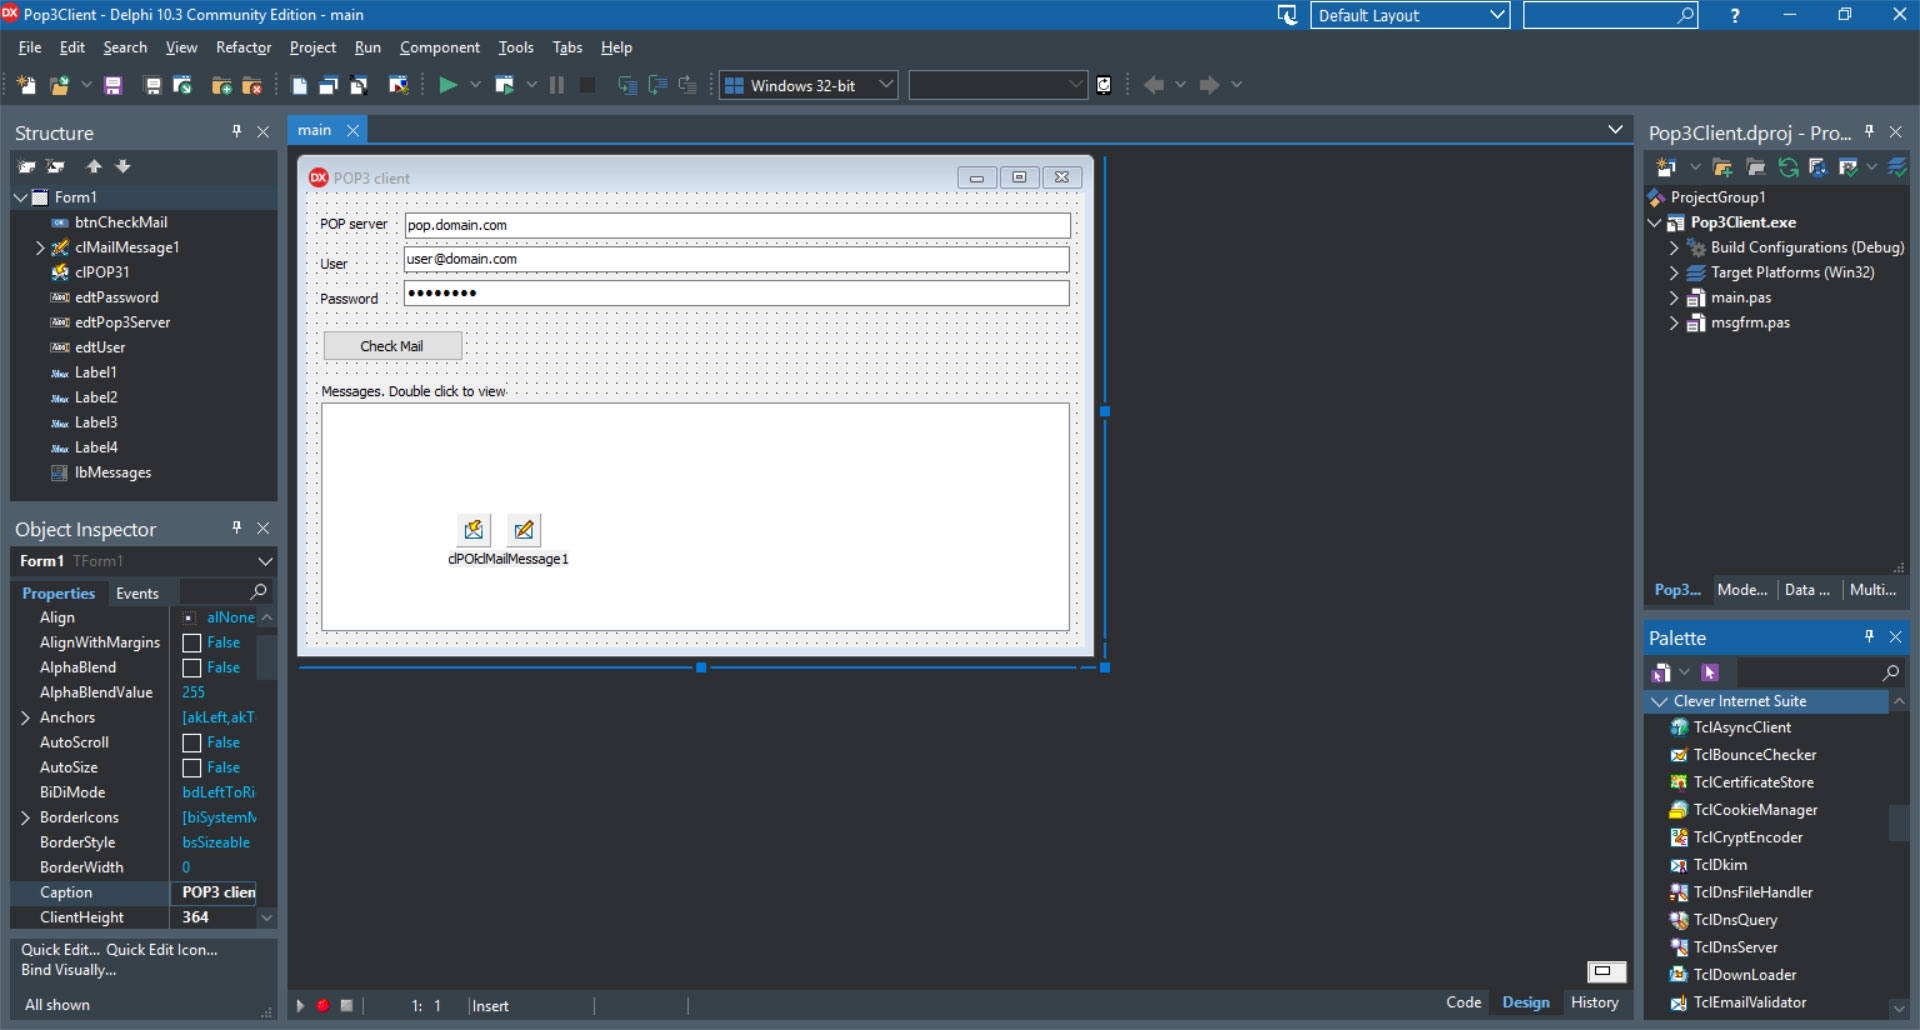 Pop3Client - Delphi 10.3 Community Edition - main
Default Layout
?
File Edit Search View Refactor Project Run Component Tools Tabs Help
Windows 32-bit
Structure
Form1
btnCheckMail
clMailMessage1
clPOP31
edtPassword
edtPop3Server
edtUser
Label1
Label2
Label3
Label4
lbMessages
Object Inspector
Form1 TForm1
Properties Events
Align alNone
AlignWithMargins False
AlphaBlend False
AlphaBlendValue 255
Anchors [akLeft,akT
AutoScroll False
AutoSize False
BiDiMode bdLeftToRi
BorderIcons [biSystemM
BorderStyle bsSizeable
BorderWidth 0
Caption POP3 clien
ClientHeight 364
Quick Edit... Quick Edit Icon...
Bind Visually...
All shown
main
DX POP3 client
POP server pop.domain.com
User user@domain.com
Password ••••••••
Check Mail
Messages. Double click to view
clPOclMailMessage1
1: 1 Insert
Code Design History
Pop3Client.dproj - Pro...
ProjectGroup1
Pop3Client.exe
Build Configurations (Debug)
Target Platforms (Win32)
main.pas
msgfrm.pas
Pop3... Mode... Data ... Multi...
Palette
Clever Internet Suite
TclAsyncClient
TclBounceChecker
TclCertificateStore
TclCookieManager
TclCryptEncoder
TclDkim
TclDnsFileHandler
TclDnsQuery
TclDnsServer
TclDownLoader
TclEmailValidator